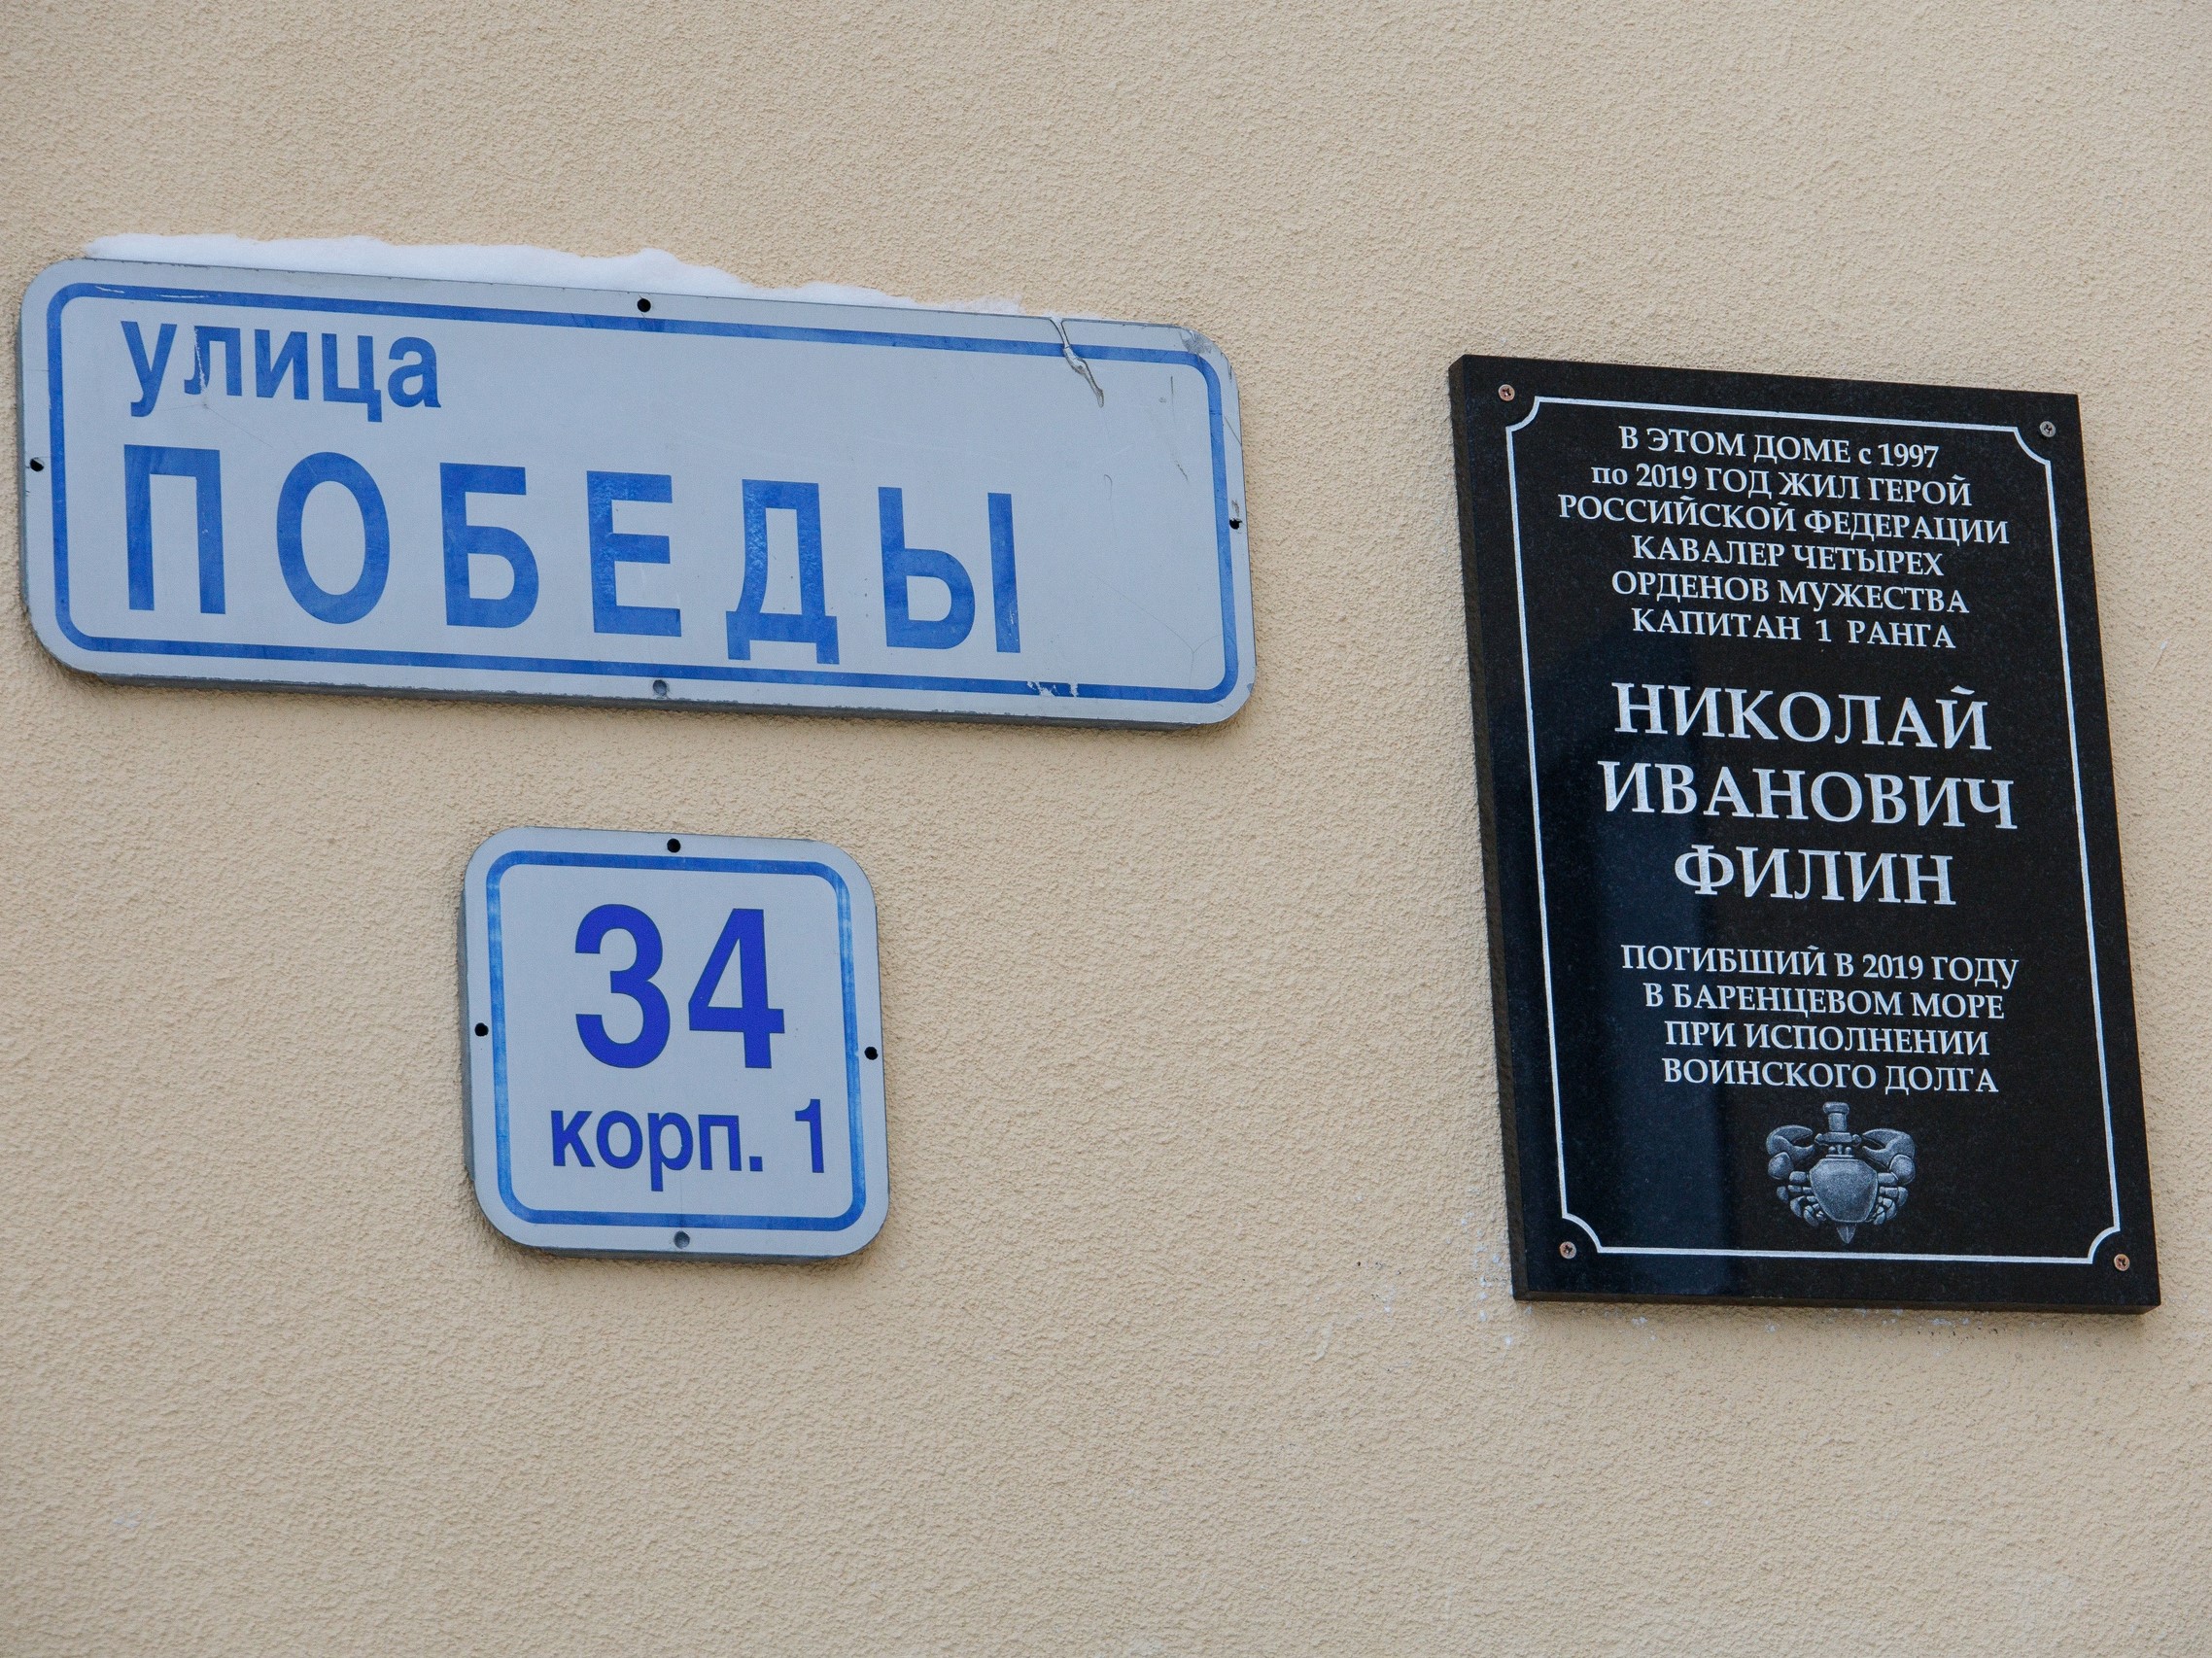 улица
ПОБЕДЫ
34
корп. 1
В ЭТОМ ДОМЕ с 1997
по 2019 ГОД ЖИЛ ГЕРОЙ
РОССИЙСКОЙ ФЕДЕРАЦИИ
КАВАЛЕР ЧЕТЫРЕХ
ОРДЕНОВ МУЖЕСТВА
КАПИТАН 1 РАНГА
НИКОЛАЙ
ИВАНОВИЧ
ФИЛИН
ПОГИБШИЙ В 2019 ГОДУ
В БАРЕНЦЕВОМ МОРЕ
ПРИ ИСПОЛНЕНИИ
ВОИНСКОГО ДОЛГА